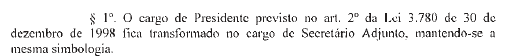 § 1º. O cargo de Presidente previsto no art. 2º da Lei 3.780 de 30 de
dezembro de 1998 fica transformado no cargo de Secretário Adjunto, mantendo-se a
mesma simbologia.